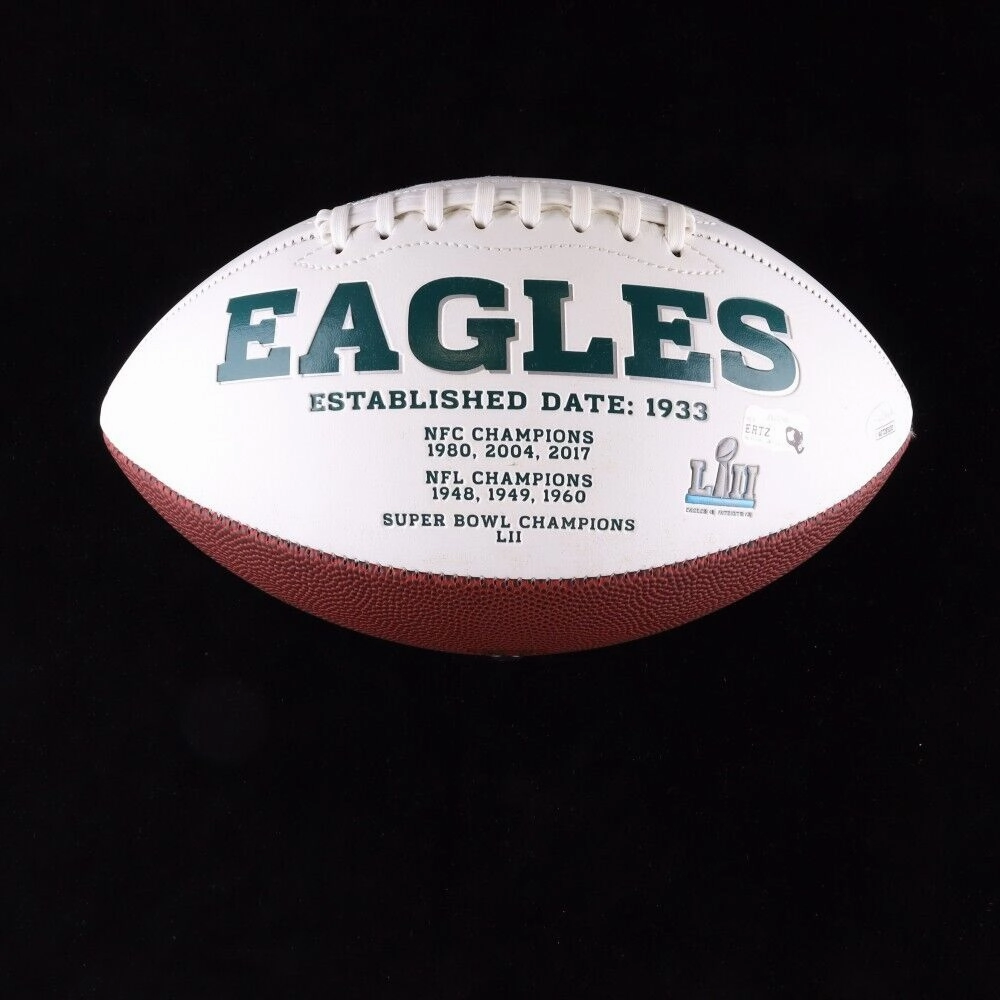 EAGLES
ESTABLISHED DATE: 1933
NFC CHAMPIONS
1980, 2004, 2017
NFL CHAMPIONS
1948, 1949, 1960
SUPER BOWL CHAMPIONS
LII
ERTZ
LII